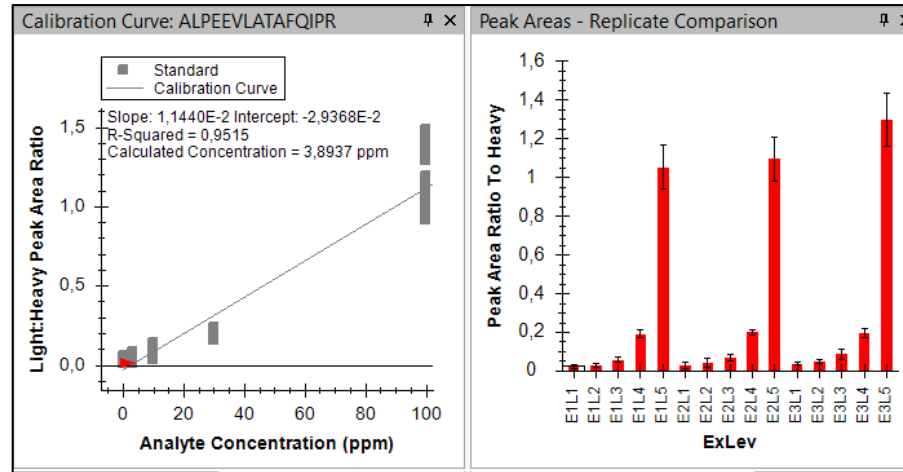 Calibration Curve: ALPEEVLATAFQIPR
Standard
Calibration Curve
Slope: 1,1440E-2 Intercept: -2,9368E-2
R-Squared = 0,9515
Calculated Concentration = 3,8937 ppm
Light:Heavy Peak Area Ratio
1,5
1,0
0,5
0,0
0 20 40 60 80 100
Analyte Concentration (ppm)
Peak Areas - Replicate Comparison
Peak Area Ratio To Heavy
1,6
1,4
1,2
1
0,8
0,6
0,4
0,2
0
E1L1
E1L2
E1L3
E1L4
E1L5
E2L1
E2L2
E2L3
E2L4
E2L5
E3L1
E3L2
E3L3
E3L4
E3L5
ExLev